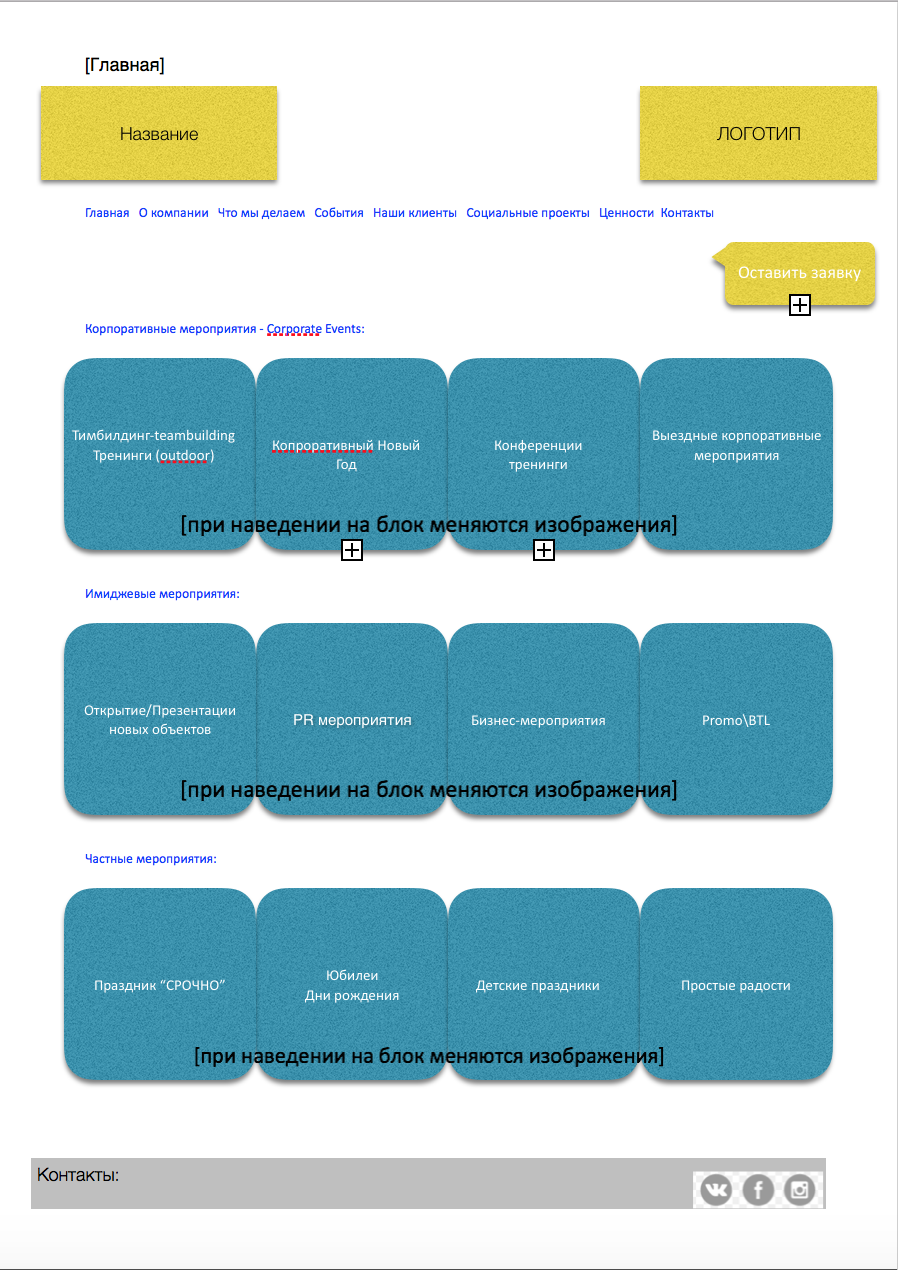 [Главная]
Название
ЛОГОТИП
Главная О компании Что мы делаем События Наши клиенты Социальные проекты Ценности Контакты
Оставить заявку
Корпоративные мероприятия - Corporate Events:
Тимбилдинг-teambuilding
Тренинги (outdoor)
Копроративный Новый
Год
Конференции
тренинги
Выездные корпоративные
мероприятия
[при наведении на блок меняются изображения]
Имиджевые мероприятия:
Открытие/Презентации
новых объектов
PR мероприятия
Бизнес-мероприятия
Promo\BTL
[при наведении на блок меняются изображения]
Частные мероприятия:
Праздник “СРОЧНО”
Юбилеи
Дни рождения
Детские праздники
Простые радости
[при наведении на блок меняются изображения]
Контакты: